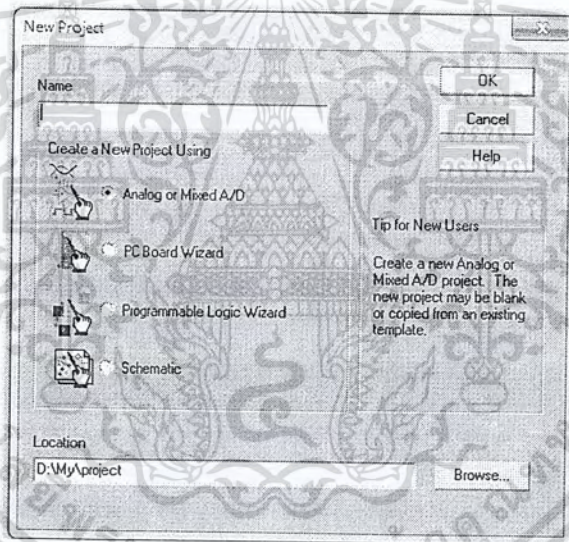 New Project
Name
OK
Cancel
Help
Create a New Project Using
Analog or Mixed A/D
PC Board Wizard
Programmable Logic Wizard
Schematic
Tip for New Users
Create a new Analog or
Mixed A/D project. The
new project may be blank
or copied from an existing
template.
Location
D:\My\project
Browse...